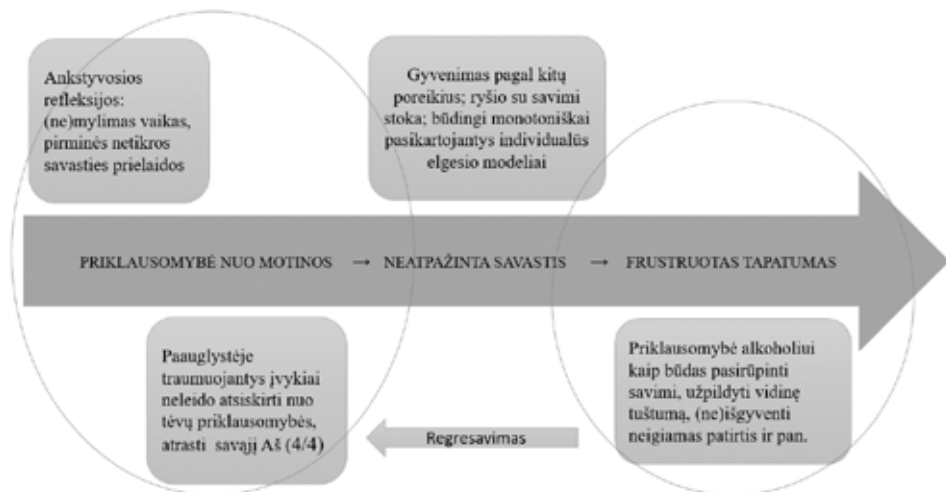 Ankstyvosios
refleksijos:
(ne)mylimas vaikas,
pirminės netikros
savasties prielaidos
Gyvenimas pagal kitų
poreikius; ryšio su savimi
stoka; būdingi monotoniškai
pasikartojantys individualūs
elgesio modeliai
PRIKLAUSOMYBĖ NUO MOTINOS → NEATPAŽINTA SAVASTIS → FRUSTRUOTAS TAPATUMAS
Paauglystėje
traumuojantys įvykiai
neleido atsiskirti nuo
tėvų priklausomybės,
atrasti savąjį Aš (4/4)
Regresavimas
Priklausomybė alkoholiui
kaip būdas pasirūpinti
savimi, užpildyti vidinę
tuštumą, (ne)išgyventi
neigiamas patirtis ir pan.